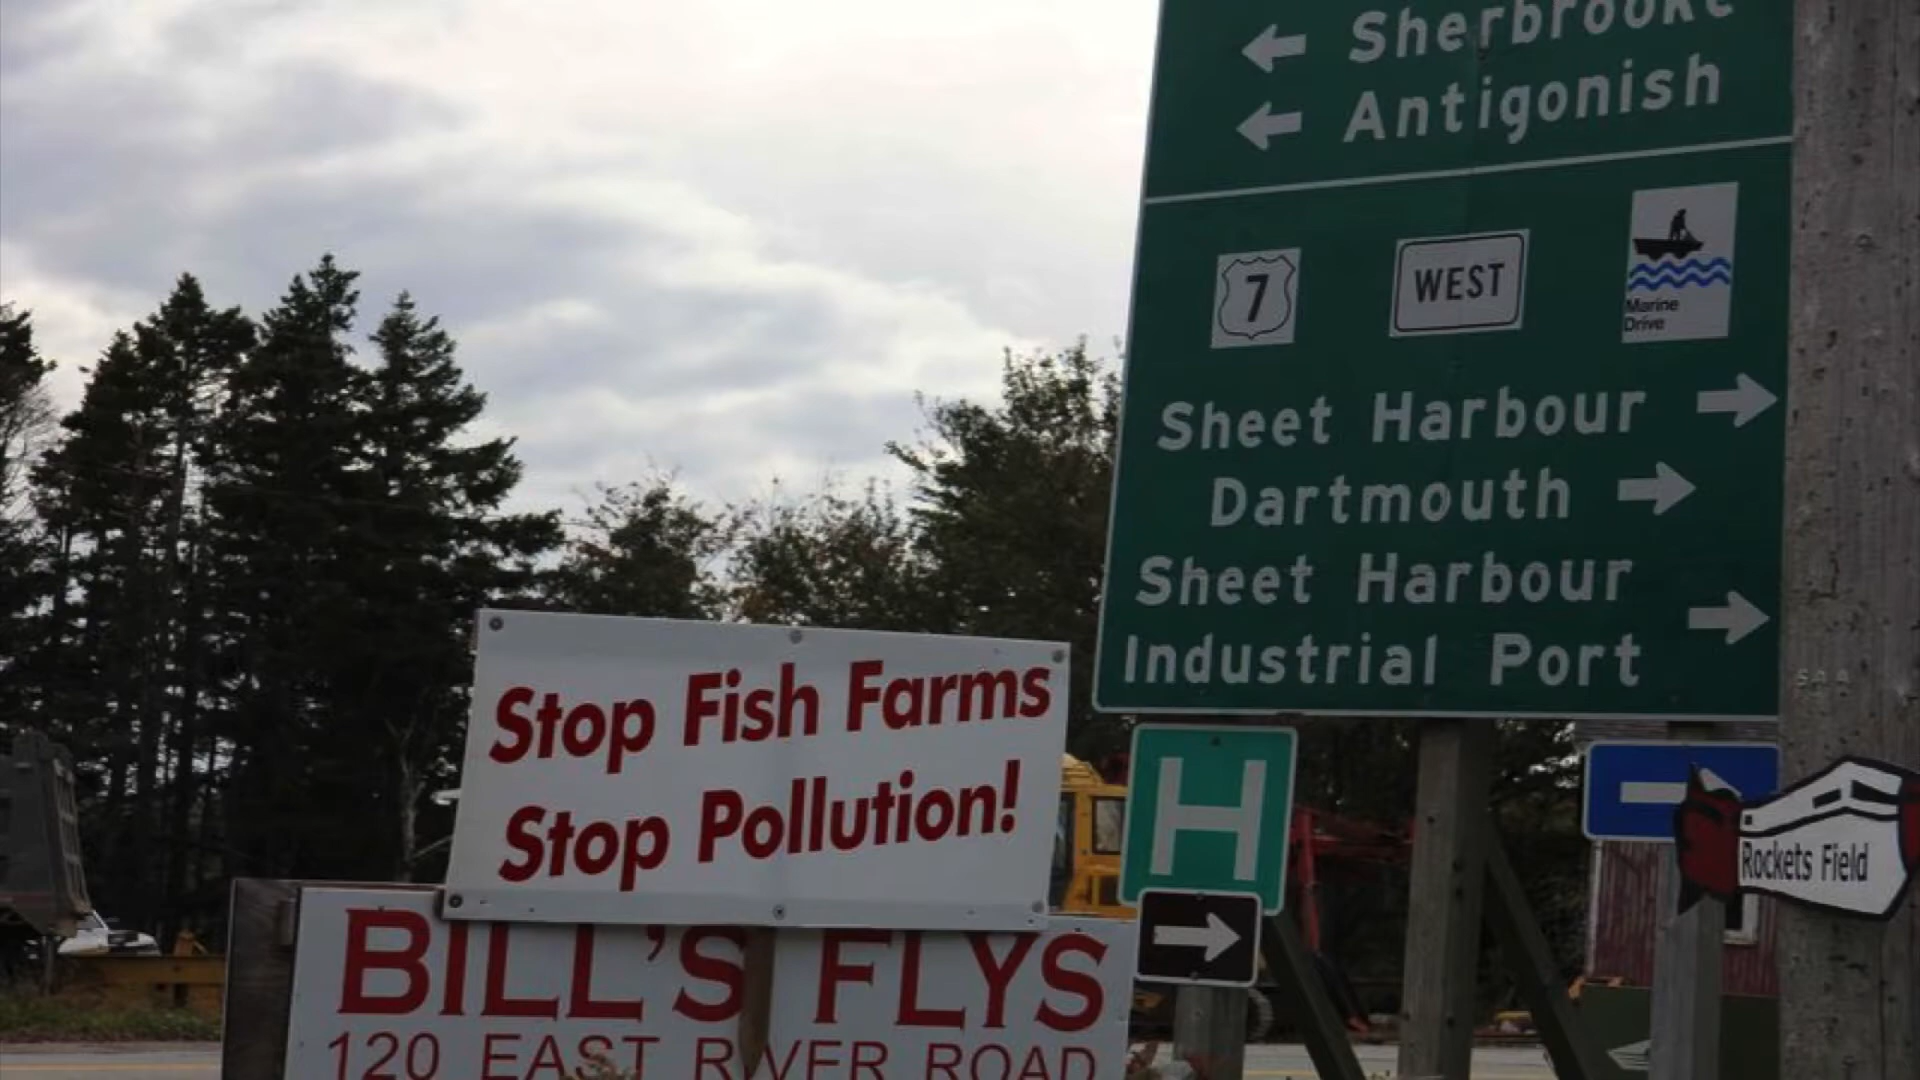 Sherbrooke
Antigonish
7
WEST
Marine
Drive
Sheet Harbour
Dartmouth
Sheet Harbour
Industrial Port
Stop Fish Farms
Stop Pollution!
H
Rockets Field
BILL'S FLYS
120 EAST RIVER ROAD